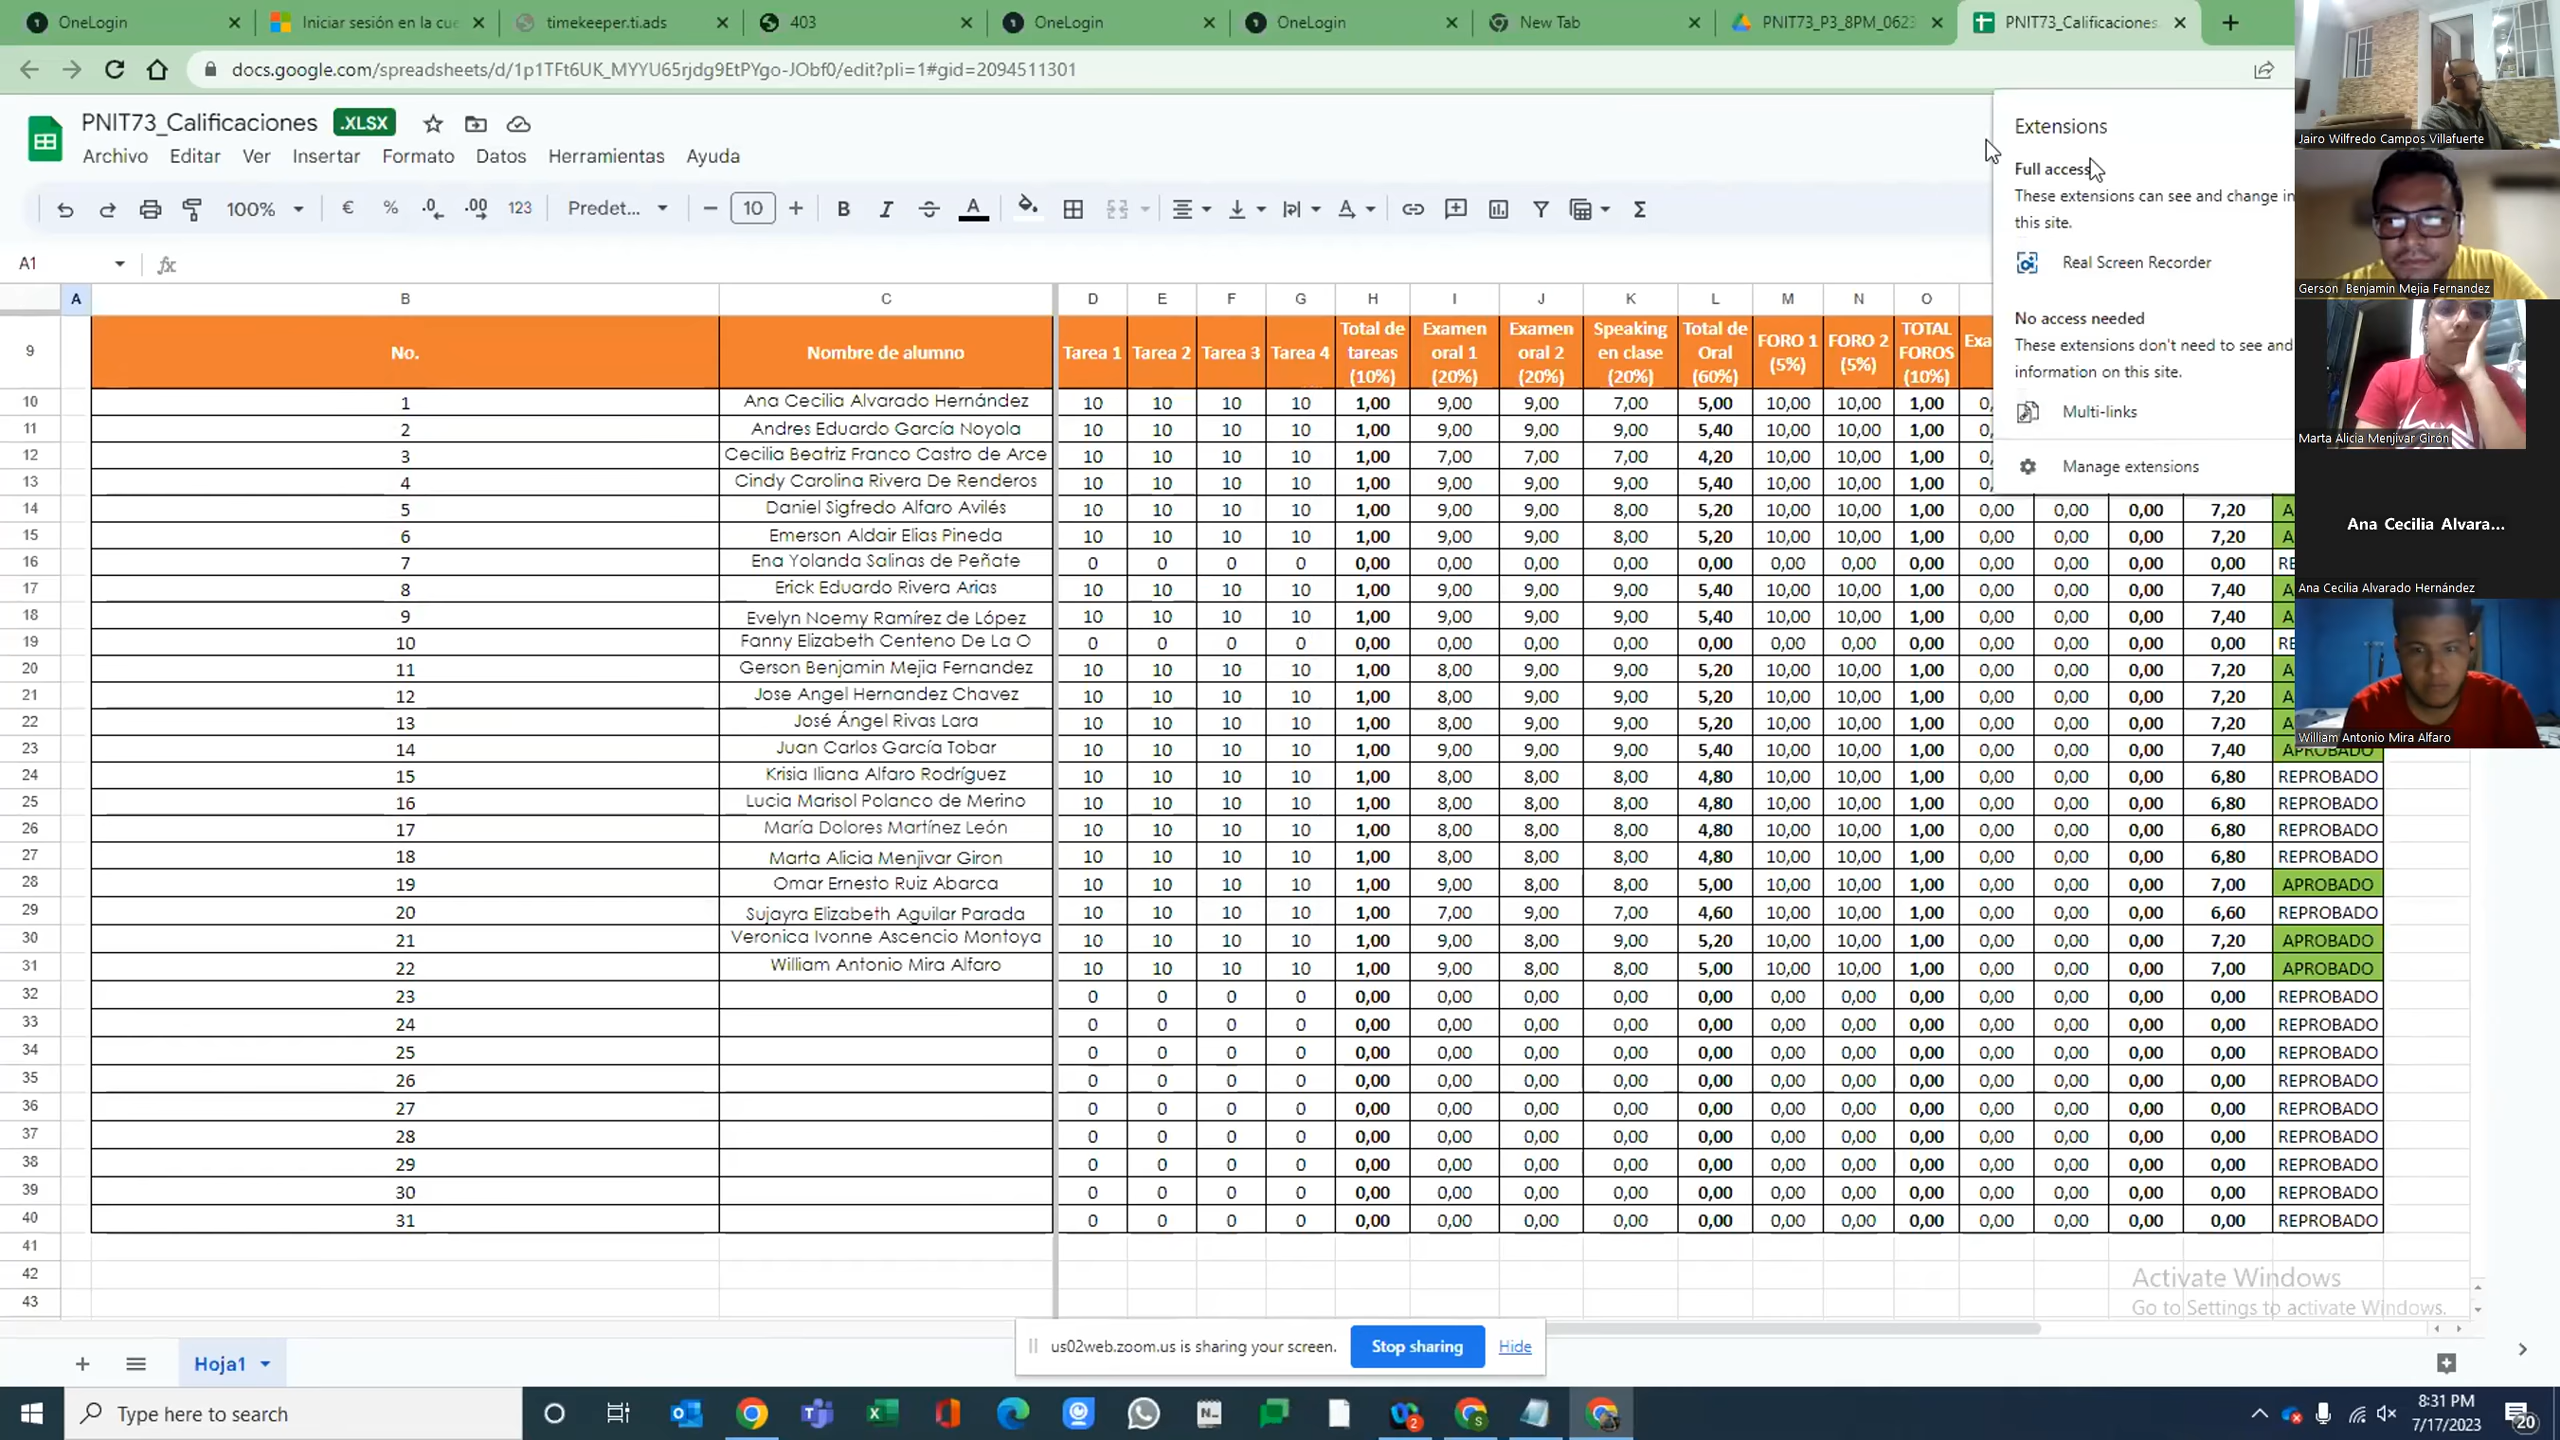 OneLogin
Iniciar sesión en la cue
timekeeper.ti.ads
403
OneLogin
OneLogin
New Tab
PNIT73_P3_8PM_0623
PNIT73_Calificaciones
docs.google.com/spreadsheets/d/1p1TFt6UK_MYYU65rjdg9EtPYgo-JObf0/edit?pli=1#gid=2094511301
PNIT73_Calificaciones .XLSX
Archivo Editar Ver Insertar Formato Datos Herramientas Ayuda
100% € % .0 .00 123 Predet... 10
A1
Extensions
Full access
These extensions can see and change in
this site.
Real Screen Recorder
No access needed
These extensions don't need to see and
information on this site.
Multi-links
Manage extensions
A B C D E F G H I J K L M N O
9 No. Nombre de alumno Tarea 1 Tarea 2 Tarea 3 Tarea 4 Total de tareas (10%) Examen oral 1 (20%) Examen oral 2 (20%) Speaking en clase (20%) Total de Oral (60%) FORO 1 (5%) FORO 2 (5%) TOTAL FOROS (10%) Exa
10 1 Ana Cecilia Alvarado Hernández 10 10 10 10 1,00 9,00 9,00 7,00 5,00 10,00 10,00 1,00 0,
11 2 Andres Eduardo García Noyola 10 10 10 10 1,00 9,00 9,00 9,00 5,40 10,00 10,00 1,00 0,
12 3 Cecilia Beatriz Franco Castro de Arce 10 10 10 10 1,00 7,00 7,00 7,00 4,20 10,00 10,00 1,00 0,
13 4 Cindy Carolina Rivera De Renderos 10 10 10 10 1,00 9,00 9,00 9,00 5,40 10,00 10,00 1,00 0,
14 5 Daniel Sigfredo Alfaro Avilés 10 10 10 10 1,00 9,00 9,00 8,00 5,20 10,00 10,00 1,00 0,00 0,00 0,00 7,20 A
15 6 Emerson Aldair Elias Pineda 10 10 10 10 1,00 9,00 9,00 8,00 5,20 10,00 10,00 1,00 0,00 0,00 0,00 7,20 A
16 7 Ena Yolanda Salinas de Peñate 0 0 0 0 0,00 0,00 0,00 0,00 0,00 0,00 0,00 0,00 0,00 0,00 0,00 0,00 RE
17 8 Erick Eduardo Rivera Arias 10 10 10 10 1,00 9,00 9,00 9,00 5,40 10,00 10,00 1,00 0,00 0,00 0,00 7,40 A
18 9 Evelyn Noemy Ramírez de López 10 10 10 10 1,00 9,00 9,00 9,00 5,40 10,00 10,00 1,00 0,00 0,00 0,00 7,40 A
19 10 Fanny Elizabeth Centeno De La O 0 0 0 0 0,00 0,00 0,00 0,00 0,00 0,00 0,00 0,00 0,00 0,00 0,00 0,00 RE
20 11 Gerson Benjamin Mejia Fernandez 10 10 10 10 1,00 8,00 9,00 9,00 5,20 10,00 10,00 1,00 0,00 0,00 0,00 7,20 A
21 12 Jose Angel Hernandez Chavez 10 10 10 10 1,00 8,00 9,00 9,00 5,20 10,00 10,00 1,00 0,00 0,00 0,00 7,20 A
22 13 José Ángel Rivas Lara 10 10 10 10 1,00 8,00 9,00 9,00 5,20 10,00 10,00 1,00 0,00 0,00 0,00 7,20 A
23 14 Juan Carlos García Tobar 10 10 10 10 1,00 9,00 9,00 9,00 5,40 10,00 10,00 1,00 0,00 0,00 0,00 7,40 APROBADO
24 15 Krisia Iliana Alfaro Rodríguez 10 10 10 10 1,00 8,00 8,00 8,00 4,80 10,00 10,00 1,00 0,00 0,00 0,00 6,80 REPROBADO
25 16 Lucia Marisol Polanco de Merino 10 10 10 10 1,00 8,00 8,00 8,00 4,80 10,00 10,00 1,00 0,00 0,00 0,00 6,80 REPROBADO
26 17 María Dolores Martínez León 10 10 10 10 1,00 8,00 8,00 8,00 4,80 10,00 10,00 1,00 0,00 0,00 0,00 6,80 REPROBADO
27 18 Marta Alicia Menjivar Giron 10 10 10 10 1,00 8,00 8,00 8,00 4,80 10,00 10,00 1,00 0,00 0,00 0,00 6,80 REPROBADO
28 19 Omar Ernesto Ruiz Abarca 10 10 10 10 1,00 9,00 8,00 8,00 5,00 10,00 10,00 1,00 0,00 0,00 0,00 7,00 APROBADO
29 20 Sujayra Elizabeth Aguilar Parada 10 10 10 10 1,00 7,00 9,00 7,00 4,60 10,00 10,00 1,00 0,00 0,00 0,00 6,60 REPROBADO
30 21 Veronica Ivonne Ascencio Montoya 10 10 10 10 1,00 9,00 8,00 9,00 5,20 10,00 10,00 1,00 0,00 0,00 0,00 7,20 APROBADO
31 22 William Antonio Mira Alfaro 10 10 10 10 1,00 9,00 8,00 8,00 5,00 10,00 10,00 1,00 0,00 0,00 0,00 7,00 APROBADO
32 23 0 0 0 0 0,00 0,00 0,00 0,00 0,00 0,00 0,00 0,00 0,00 0,00 0,00 0,00 REPROBADO
33 24 0 0 0 0 0,00 0,00 0,00 0,00 0,00 0,00 0,00 0,00 0,00 0,00 0,00 0,00 REPROBADO
34 25 0 0 0 0 0,00 0,00 0,00 0,00 0,00 0,00 0,00 0,00 0,00 0,00 0,00 0,00 REPROBADO
35 26 0 0 0 0 0,00 0,00 0,00 0,00 0,00 0,00 0,00 0,00 0,00 0,00 0,00 0,00 REPROBADO
36 27 0 0 0 0 0,00 0,00 0,00 0,00 0,00 0,00 0,00 0,00 0,00 0,00 0,00 0,00 REPROBADO
37 28 0 0 0 0 0,00 0,00 0,00 0,00 0,00 0,00 0,00 0,00 0,00 0,00 0,00 0,00 REPROBADO
38 29 0 0 0 0 0,00 0,00 0,00 0,00 0,00 0,00 0,00 0,00 0,00 0,00 0,00 0,00 REPROBADO
39 30 0 0 0 0 0,00 0,00 0,00 0,00 0,00 0,00 0,00 0,00 0,00 0,00 0,00 0,00 REPROBADO
40 31 0 0 0 0 0,00 0,00 0,00 0,00 0,00 0,00 0,00 0,00 0,00 0,00 0,00 0,00 REPROBADO
41
42
43
Jairo Wilfredo Campos Villafuerte
Gerson Benjamin Mejia Fernandez
Marta Alicia Menjivar Girón
Ana Cecilia Alvara...
Ana Cecilia Alvarado Hernández
William Antonio Mira Alfaro
Activate Windows
Go to Settings to activate Windows.
us02web.zoom.us is sharing your screen. Stop sharing Hide
Hoja1
Type here to search
8:31 PM
7/17/2023
20